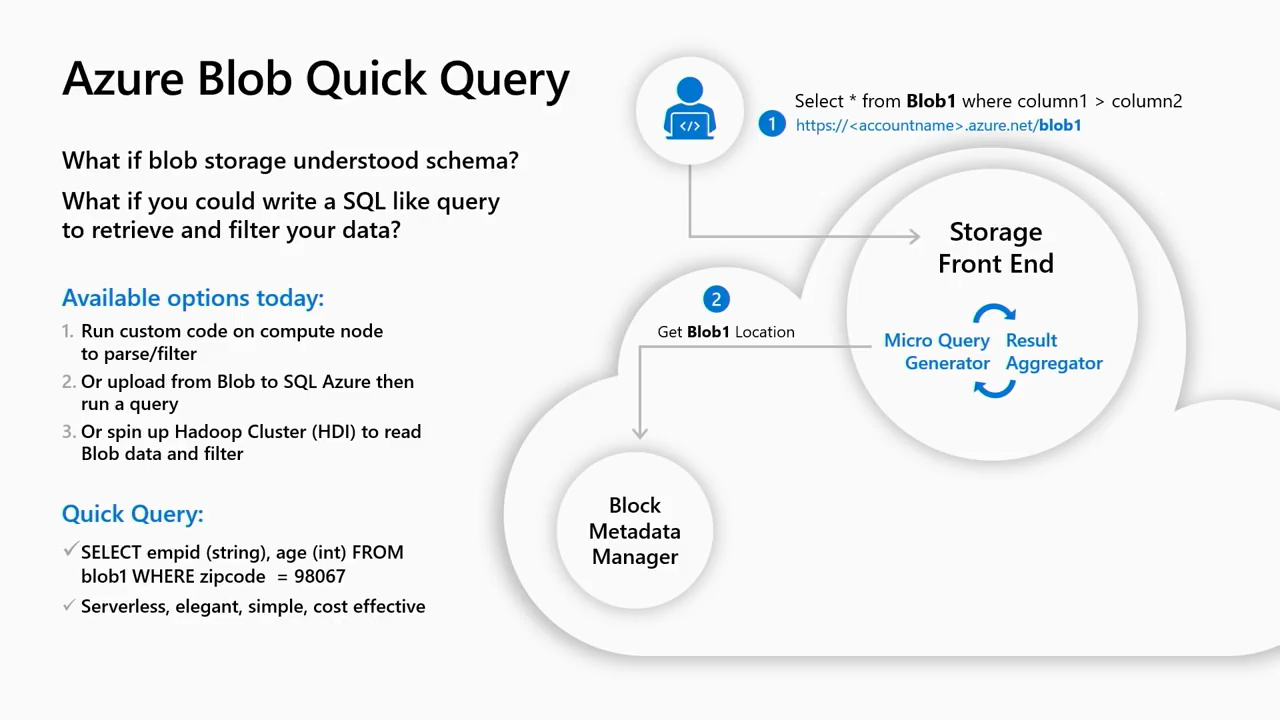 Azure Blob Quick Query
What if blob storage understood schema?
What if you could write a SQL like query
to retrieve and filter your data?
Available options today:
1. Run custom code on compute node
to parse/filter
2. Or upload from Blob to SQL Azure then
run a query
3. Or spin up Hadoop Cluster (HDI) to read
Blob data and filter
Quick Query:
✓ SELECT empid (string), age (int) FROM
blob1 WHERE zipcode  = 98067
✓ Serverless, elegant, simple, cost effective
</>
1
Select * from Blob1 where column1 > column2
https://<accountname>.azure.net/blob1
Storage
Front End
Micro Query
Generator
Result
Aggregator
2
Get Blob1 Location
Block
Metadata
Manager